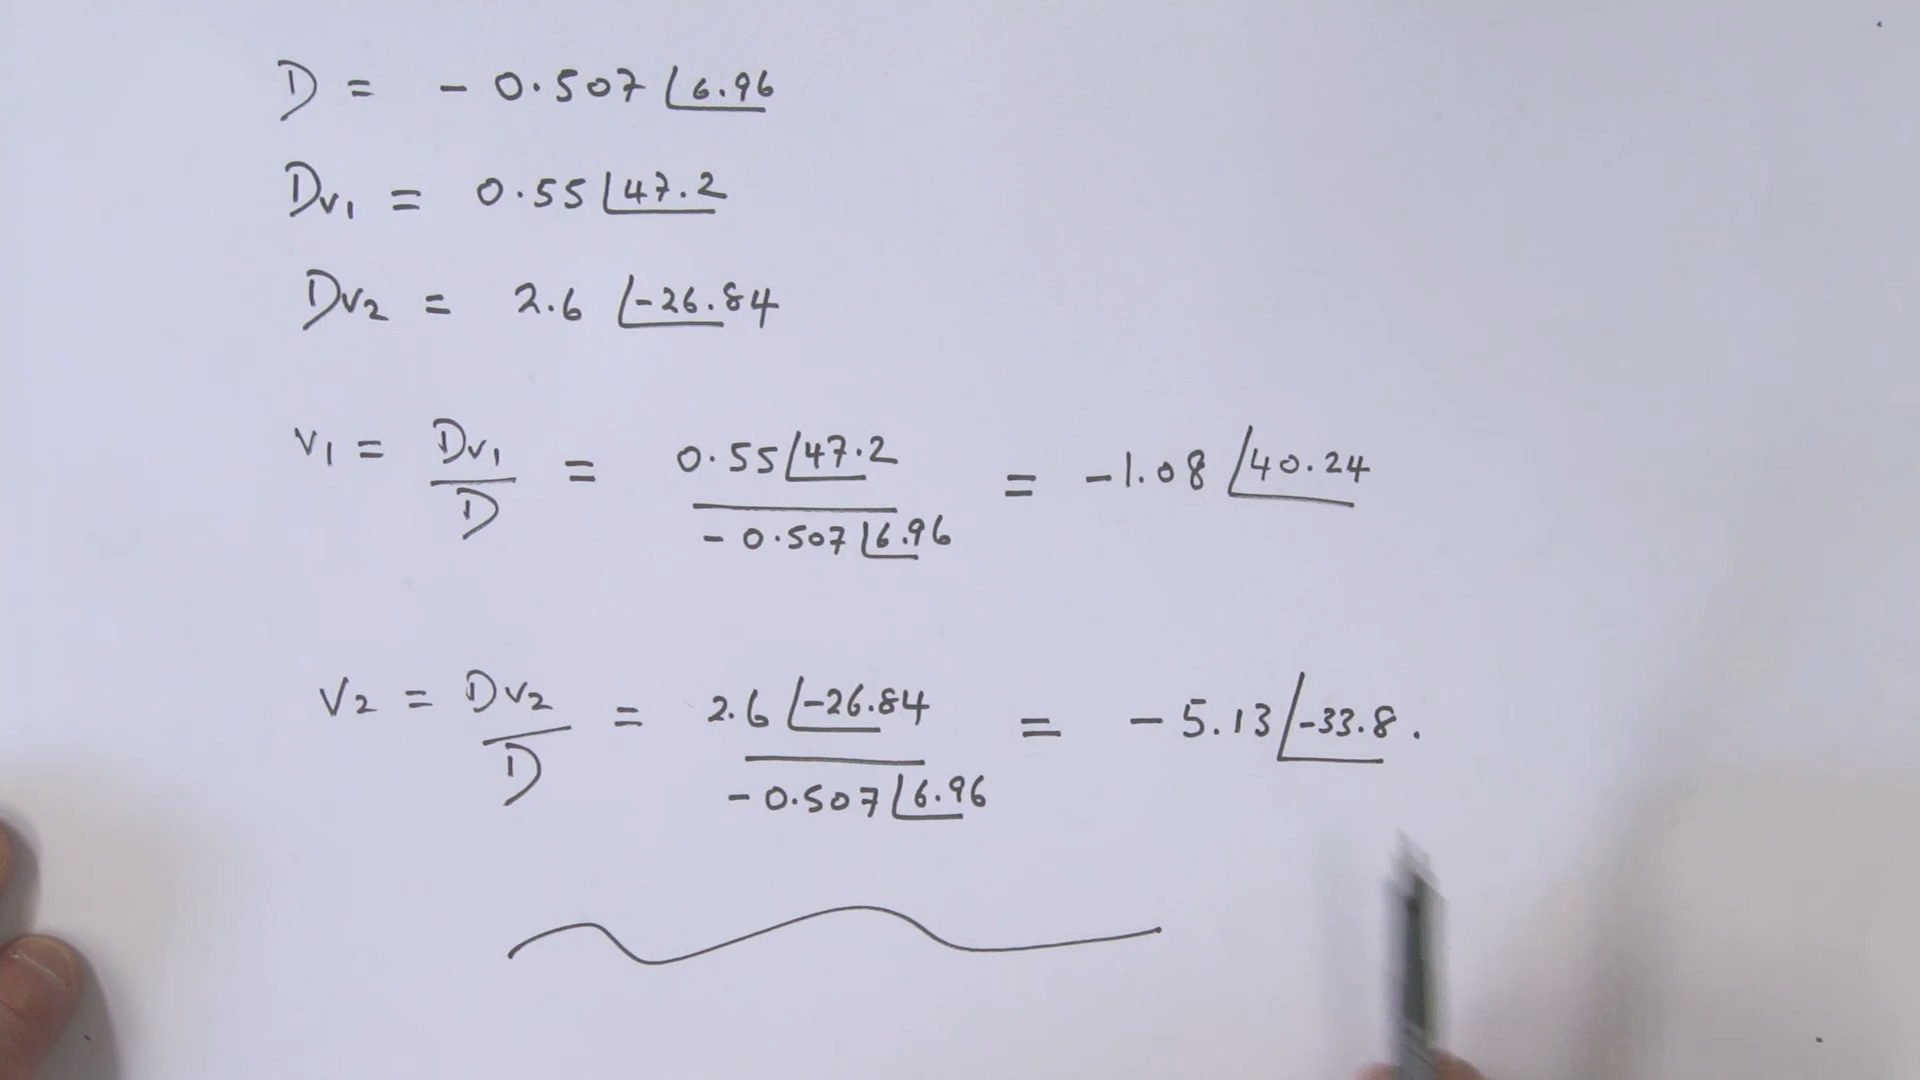 D = - 0.507 ∠6.96
Dv1 = 0.55 ∠47.2
Dv2 = 2.6 ∠-26.84
V1 = Dv1/D = 0.55∠47.2 / -0.507∠6.96 = -1.08 ∠40.24
V2 = Dv2/D = 2.6 ∠-26.84 / -0.507∠6.96 = -5.13 ∠-33.8.